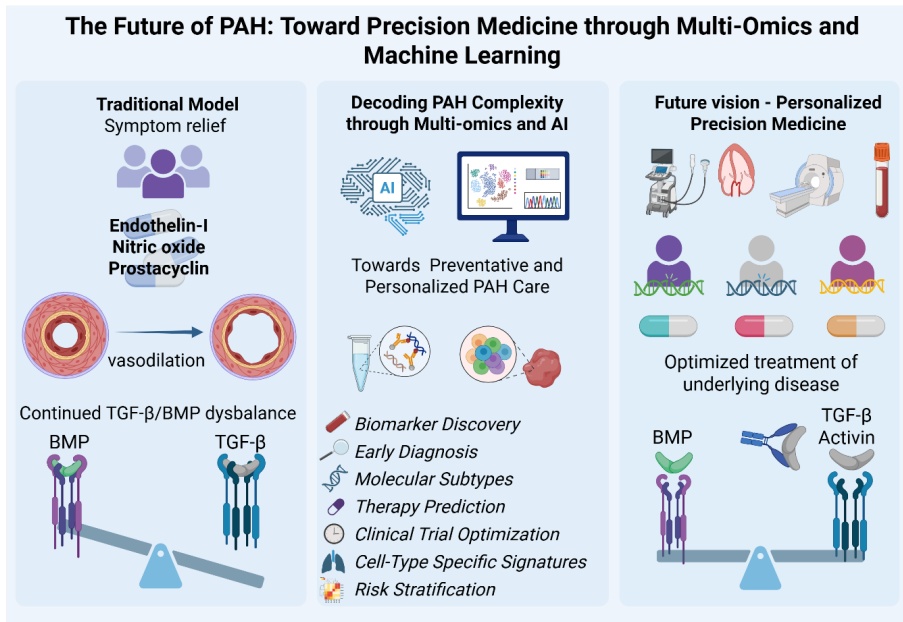 The Future of PAH: Toward Precision Medicine through Multi-Omics and
Machine Learning
Traditional Model
Symptom relief
Endothelin-I
Nitric oxide
Prostacyclin
vasodilation
Continued TGF-β/BMP dysbalance
BMP
TGF-β
Decoding PAH Complexity
through Multi-omics and AI
AI
Towards Preventative and
Personalized PAH Care
Biomarker Discovery
Early Diagnosis
Molecular Subtypes
Therapy Prediction
Clinical Trial Optimization
Cell-Type Specific Signatures
Risk Stratification
Future vision - Personalized
Precision Medicine
Optimized treatment of
underlying disease
BMP
TGF-β
Activin